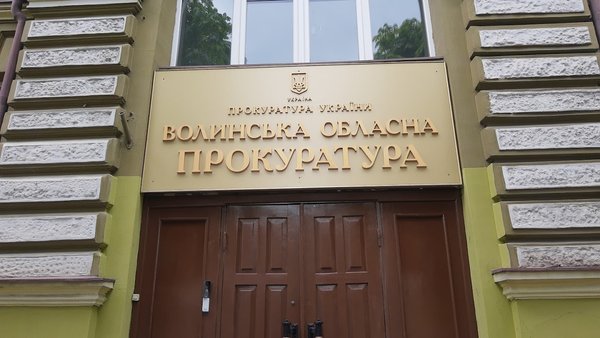 УКРАЇНА
ПРОКУРАТУРА УКРАЇНИ
ВОЛИНСЬКА ОБЛАСНА
ПРОКУРАТУРА